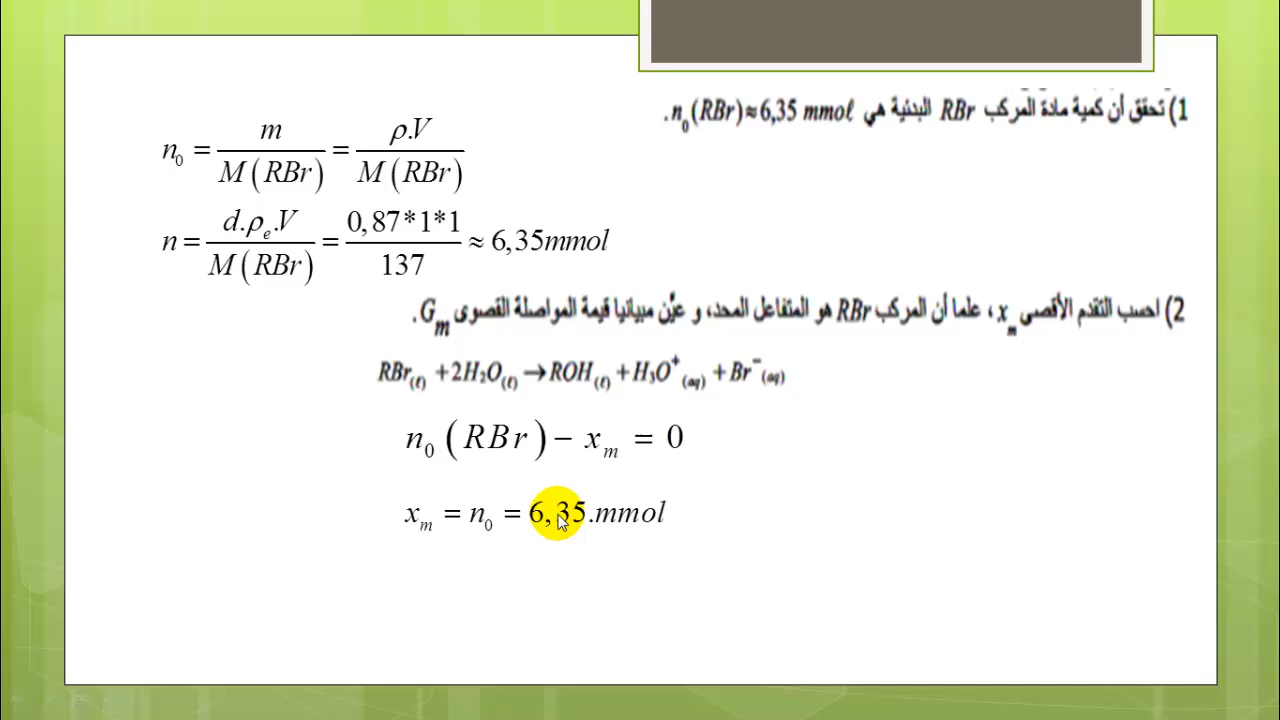 1) تحقق أن كمية مادة المركب RBr البدئية هي n₀(RBr)≈6,35 mmol.
n₀ = m / M(RBr) = ρ.V / M(RBr)
n = d.ρₑ.V / M(RBr) = 0,87*1*1 / 137 ≈ 6,35mmol
2) احسب التقدم الأقصى xₘ، علما أن المركب RBr هو المتفاعل المحد، و عيّن مبيانيا قيمة المواصلة القصوى Gₘ.
RBr(ℓ) +2H₂O(ℓ) → ROH(ℓ) +H₃O⁺(aq) +Br⁻(aq)
n₀(RBr) − xₘ = 0
xₘ = n₀ = 6,35.mmol